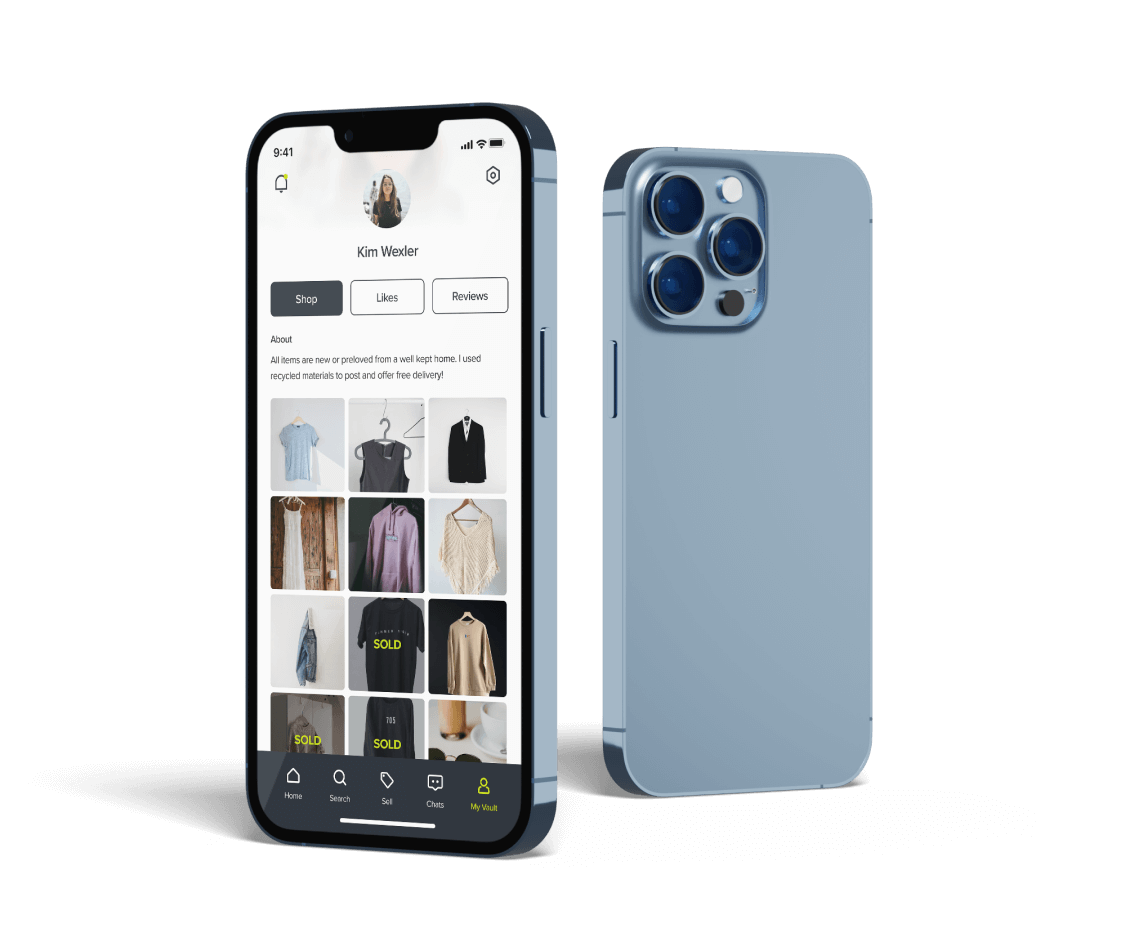 9:41
Kim Wexler
Shop
Likes
Reviews
About
All items are new or preloved from a well kept home. I used
recycled materials to post and offer free delivery!
SOLD
SOLD
705
SOLD
Home
Search
Sell
Chats
My Vault